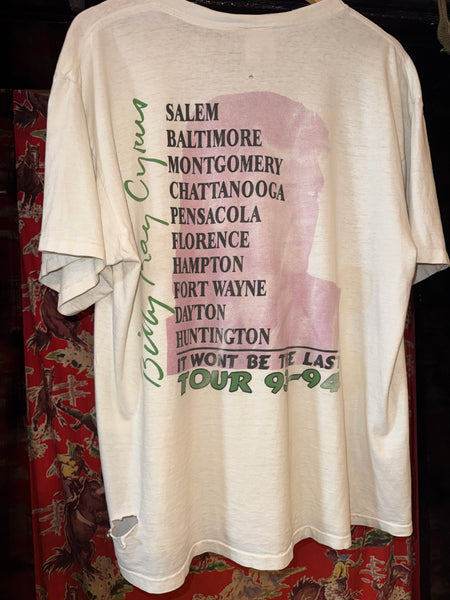 Billy Ray Cyrus
SALEM
BALTIMORE
MONTGOMERY
CHATTANOOGA
PENSACOLA
FLORENCE
HAMPTON
FORT WAYNE
DAYTON
HUNTINGTON
IT WONT BE THE LAST
TOUR 93-94